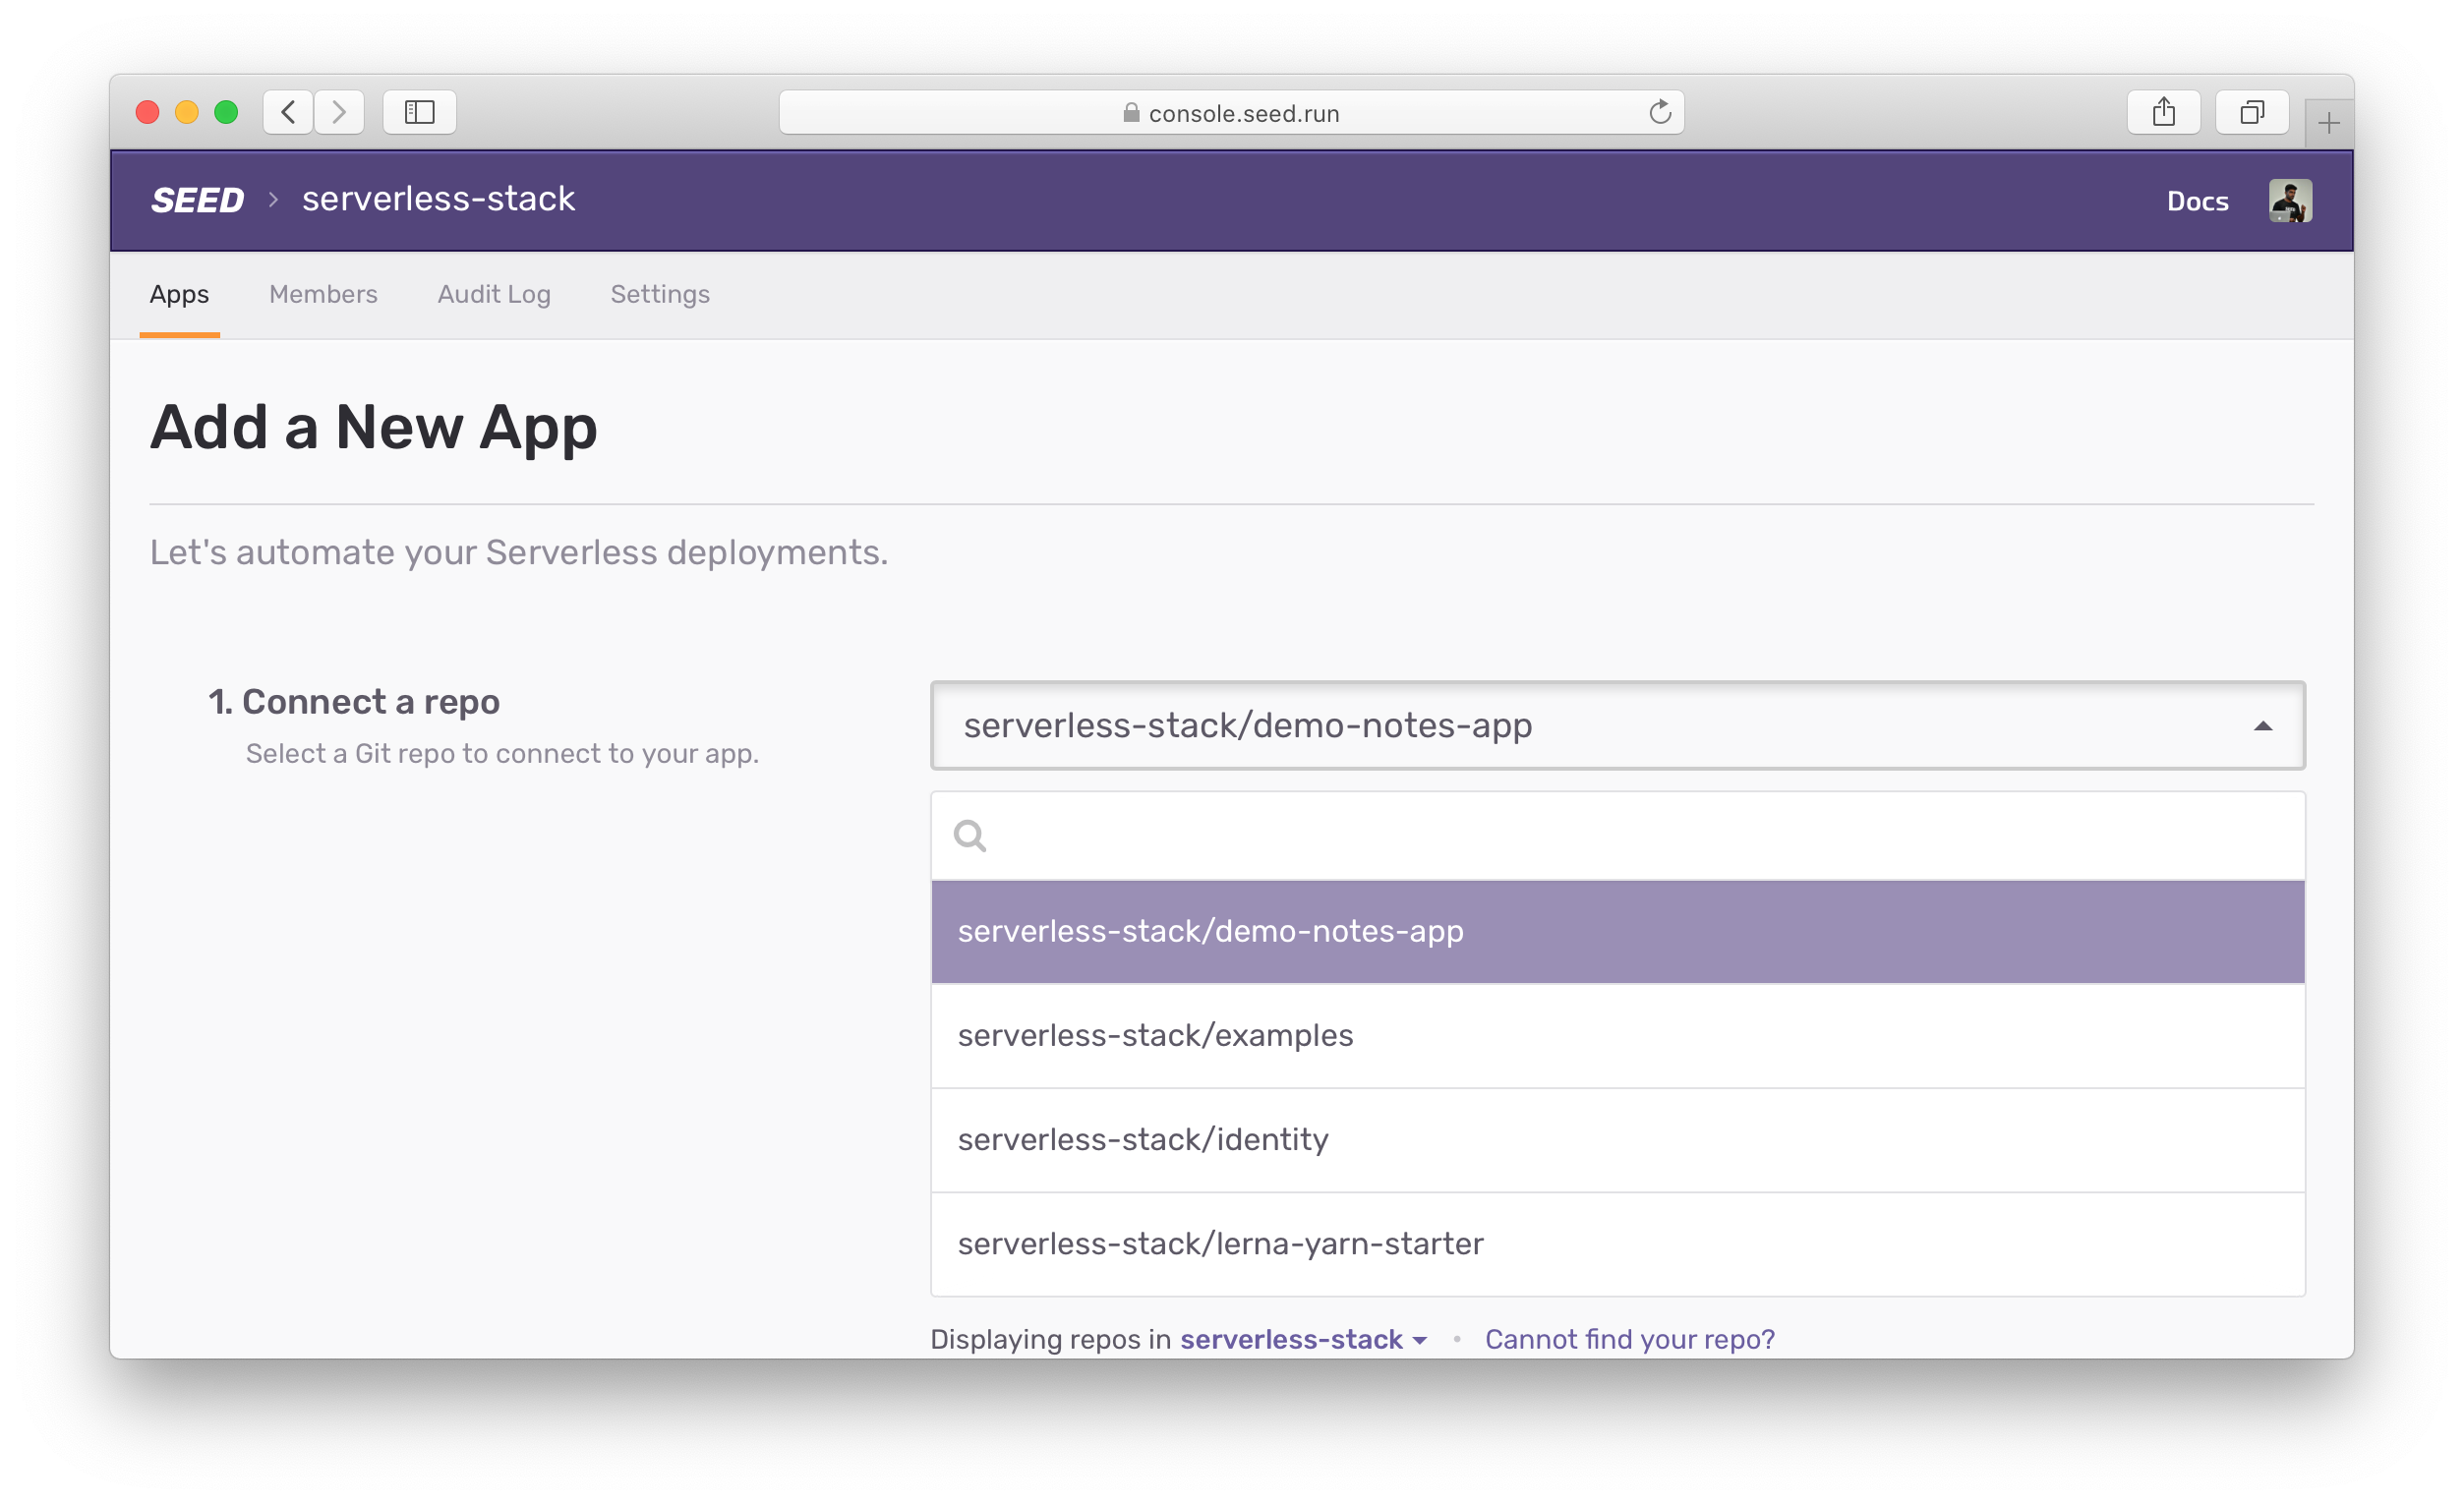 console.seed.run
SEED > serverless-stack
Docs
Apps Members Audit Log Settings
Add a New App
Let's automate your Serverless deployments.
1. Connect a repo
Select a Git repo to connect to your app.
serverless-stack/demo-notes-app
serverless-stack/demo-notes-app
serverless-stack/examples
serverless-stack/identity
serverless-stack/lerna-yarn-starter
Displaying repos in serverless-stack • Cannot find your repo?